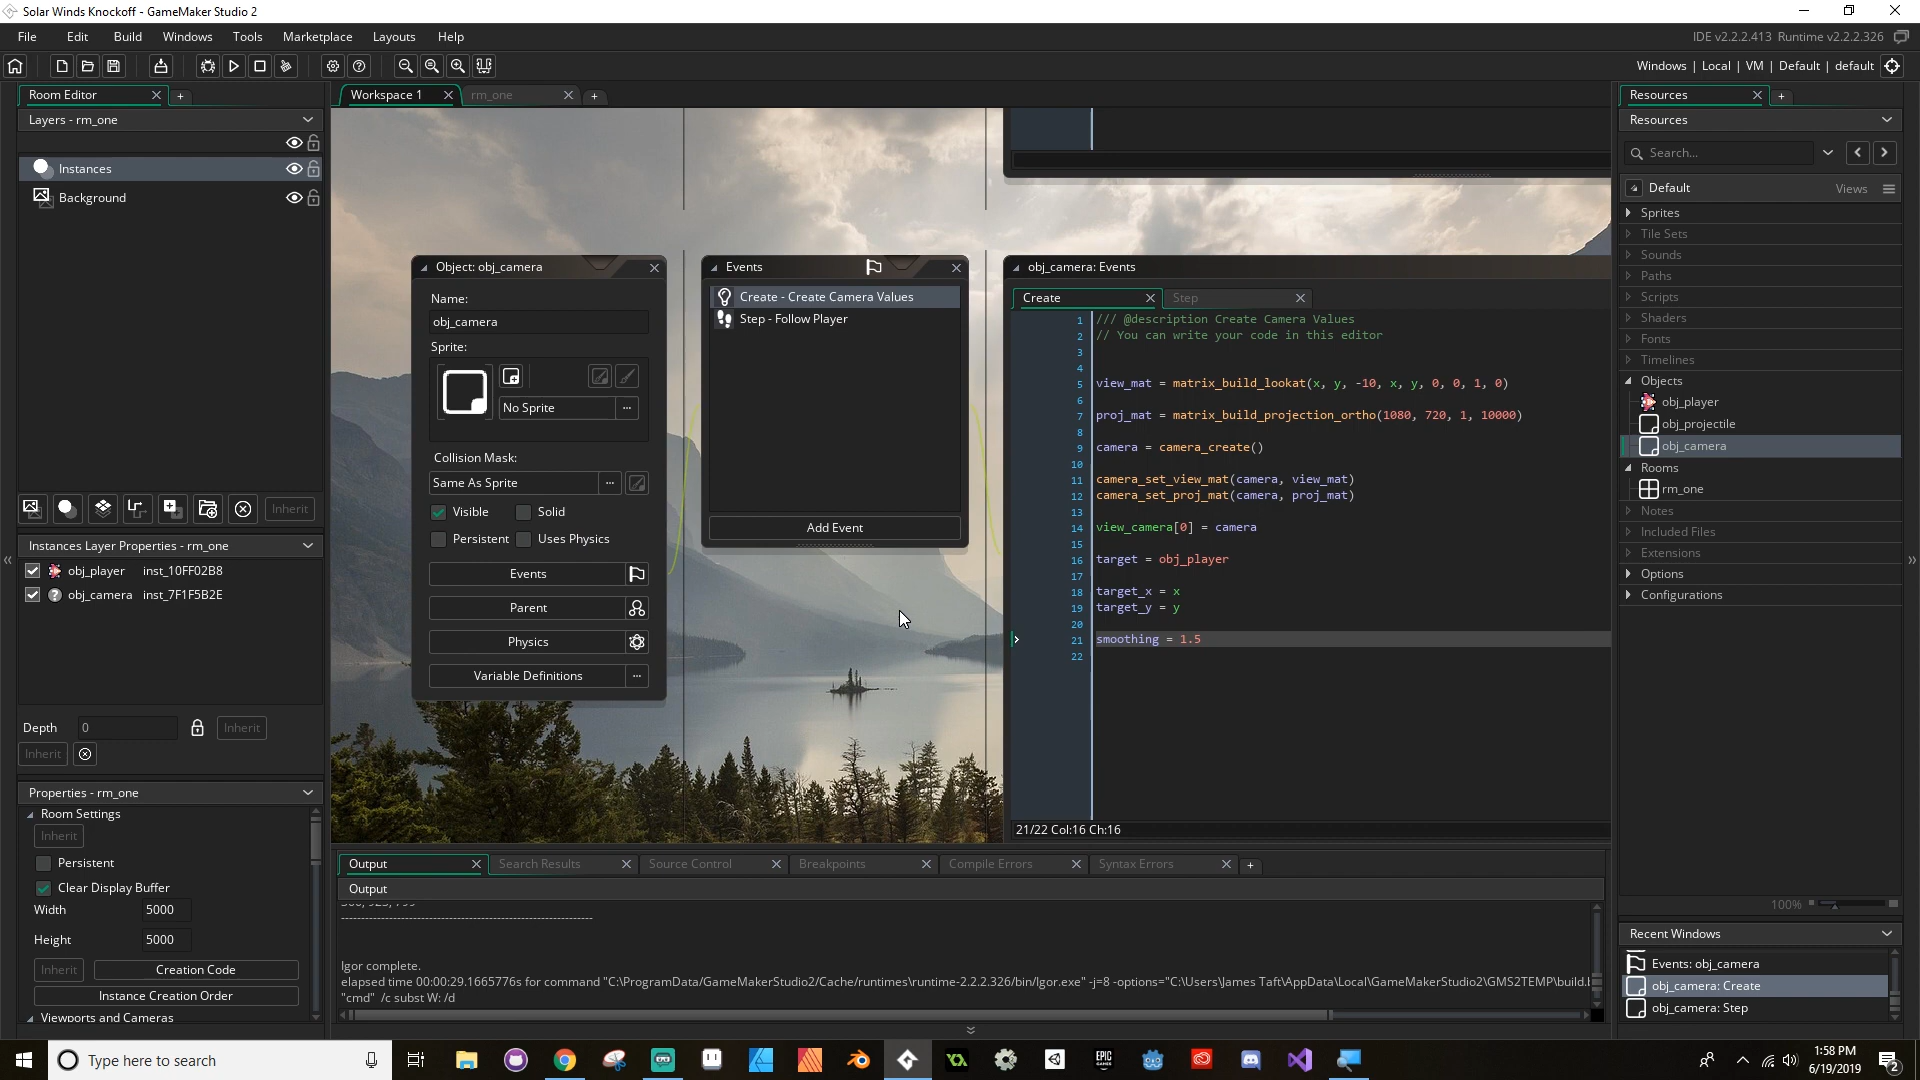 Solar Winds Knockoff - GameMaker Studio 2
File Edit Build Windows Tools Marketplace Layouts Help
IDE v2.2.2.413 Runtime v2.2.2.326
Windows | Local | VM | Default | default
Room Editor
Layers - rm_one
Instances
Background
Inherit
Instances Layer Properties - rm_one
obj_player inst_10FF02B8
obj_camera inst_7F1F5B2E
Depth 0 Inherit
Inherit
Properties - rm_one
Room Settings
Inherit
Persistent
Clear Display Buffer
Width 5000
Height 5000
Inherit Creation Code
Instance Creation Order
Viewports and Cameras
Workspace 1 rm_one
Object: obj_camera
Name:
obj_camera
Sprite:
No Sprite
Collision Mask:
Same As Sprite
Visible Solid
Persistent Uses Physics
Events
Parent
Physics
Variable Definitions
Events
Create - Create Camera Values
Step - Follow Player
Add Event
obj_camera: Events
Create Step
1 /// @description Create Camera Values
2 // You can write your code in this editor
3
4
5 view_mat = matrix_build_lookat(x, y, -10, x, y, 0, 0, 1, 0)
6
7 proj_mat = matrix_build_projection_ortho(1080, 720, 1, 10000)
8
9 camera = camera_create()
10
11 camera_set_view_mat(camera, view_mat)
12 camera_set_proj_mat(camera, proj_mat)
13
14 view_camera[0] = camera
15
16 target = obj_player
17
18 target_x = x
19 target_y = y
20
21 smoothing = 1.5
22
21/22 Col:16 Ch:16
Output Search Results Source Control Breakpoints Compile Errors Syntax Errors
Output
------------------------------------------------------------
Igor complete.
elapsed time 00:00:29.1665776s for command "C:\ProgramData/GameMakerStudio2/Cache/runtimes\runtime-2.2.2.326/bin/Igor.exe" -j=8 -options="C:\Users\James Taft\AppData\Local\GameMakerStudio2\GMS2TEMP\build.b
"cmd" /c subst W: /d
Resources
Resources
Search...
Default Views
Sprites
Tile Sets
Sounds
Paths
Scripts
Shaders
Fonts
Timelines
Objects
obj_player
obj_projectile
obj_camera
Rooms
rm_one
Notes
Included Files
Extensions
Options
Configurations
100%
Recent Windows
Events: obj_camera
obj_camera: Create
obj_camera: Step
Type here to search
EPIC GAMES
1:58 PM
6/19/2019
2